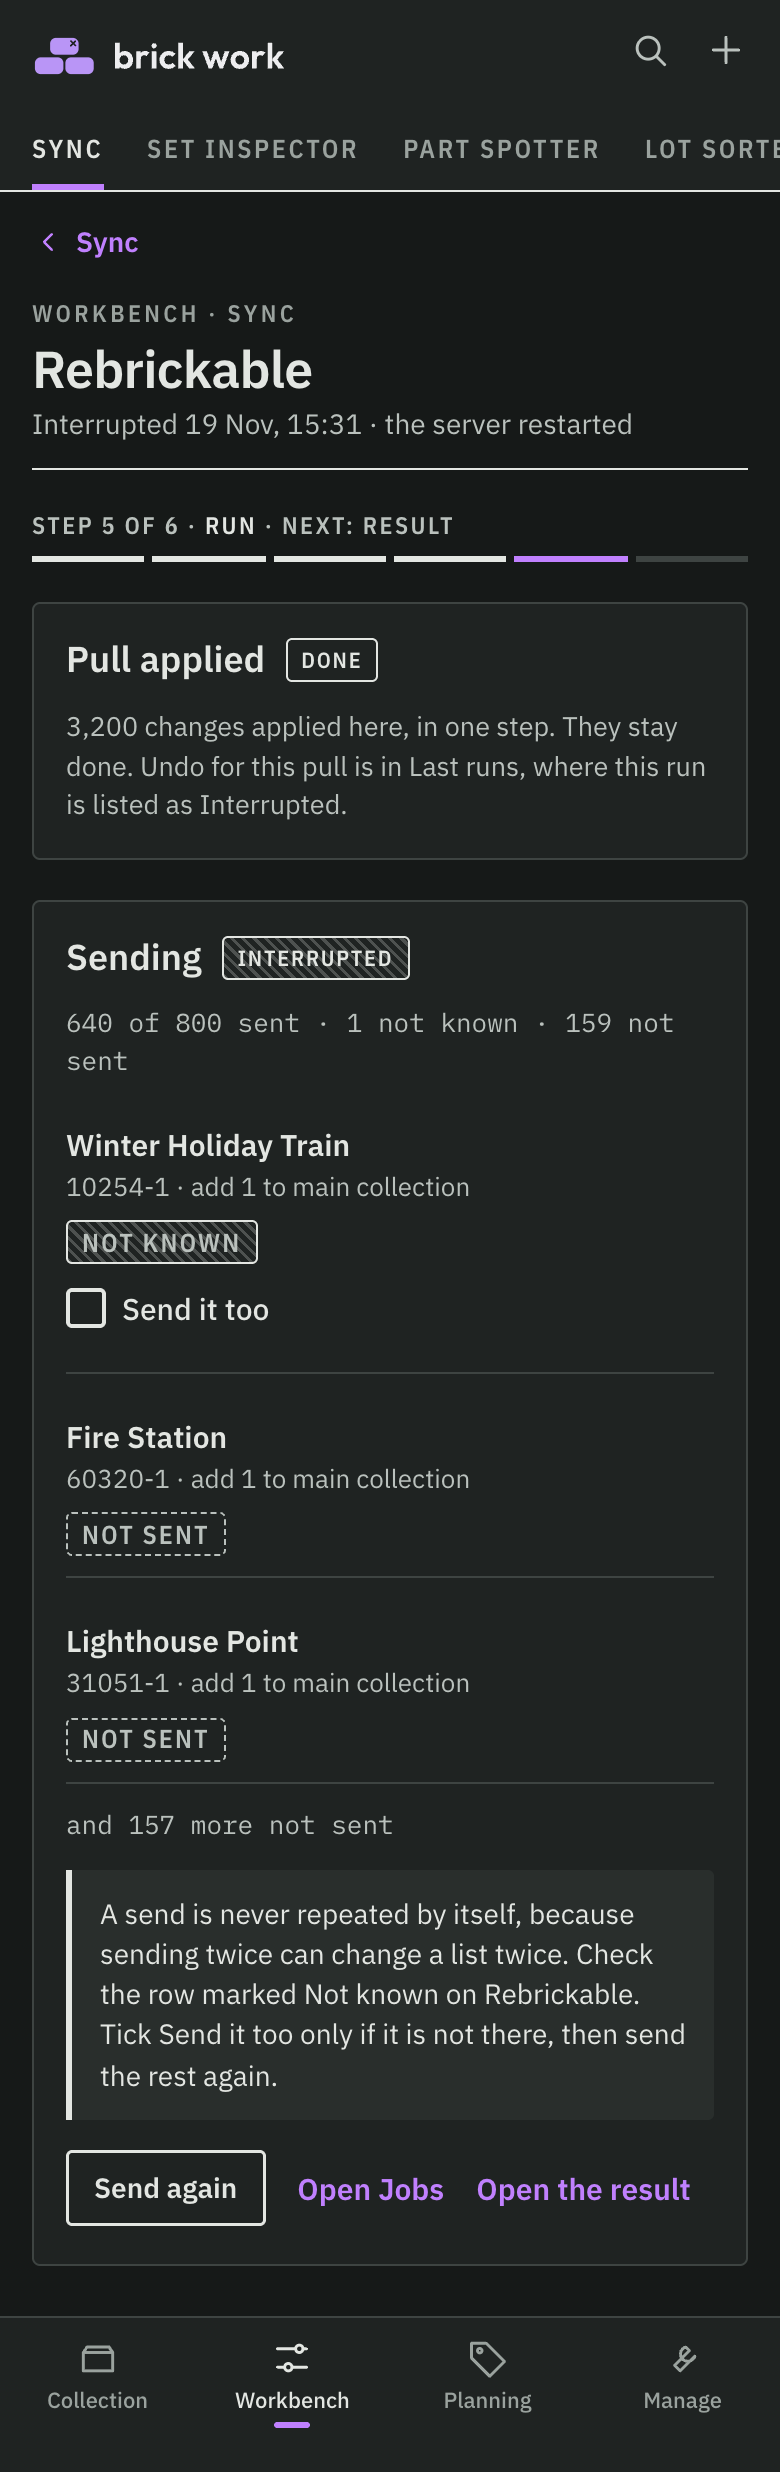 brick work
SYNC SET INSPECTOR PART SPOTTER LOT SORTE
Sync
WORKBENCH · SYNC
Rebrickable
Interrupted 19 Nov, 15:31 · the server restarted
STEP 5 OF 6 · RUN · NEXT: RESULT
Pull applied DONE
3,200 changes applied here, in one step. They stay
done. Undo for this pull is in Last runs, where this run
is listed as Interrupted.
Sending INTERRUPTED
640 of 800 sent · 1 not known · 159 not
sent
Winter Holiday Train
10254-1 · add 1 to main collection
NOT KNOWN
Send it too
Fire Station
60320-1 · add 1 to main collection
NOT SENT
Lighthouse Point
31051-1 · add 1 to main collection
NOT SENT
and 157 more not sent
A send is never repeated by itself, because
sending twice can change a list twice. Check
the row marked Not known on Rebrickable.
Tick Send it too only if it is not there, then send
the rest again.
Send again Open Jobs Open the result
Collection Workbench Planning Manage